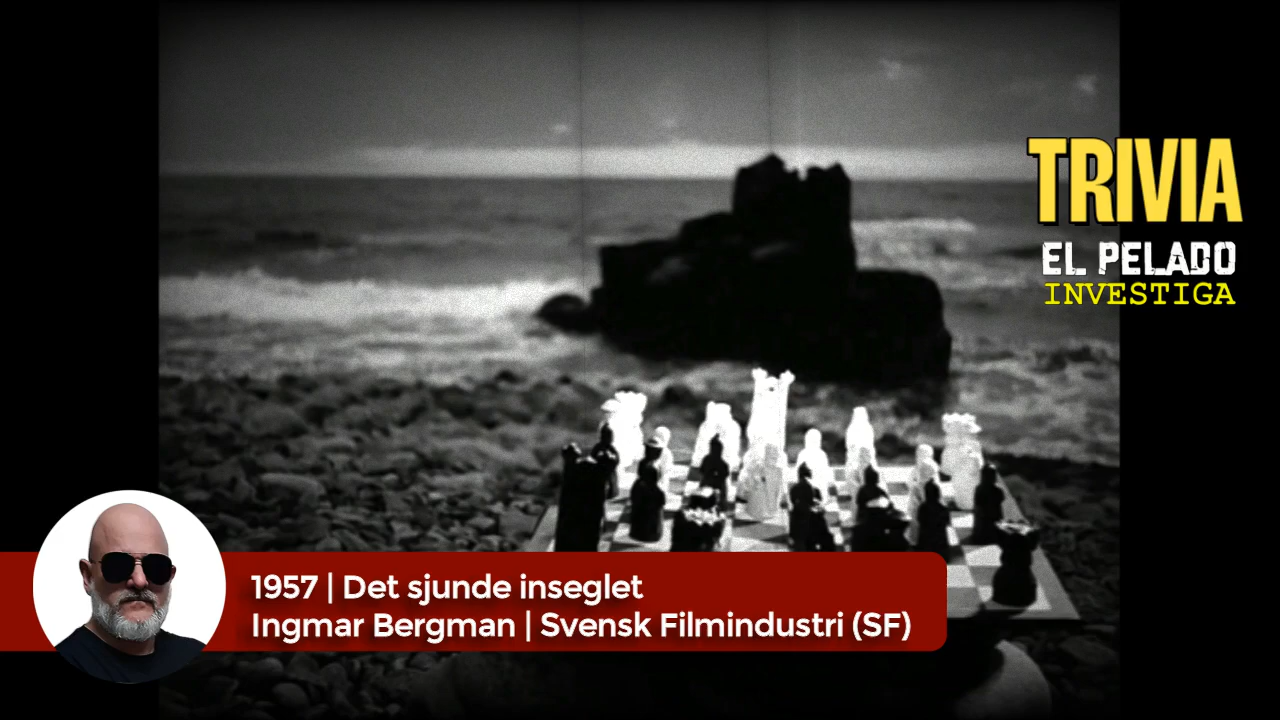 TRIVIA
EL PELADO
INVESTIGA
1957 | Det sjunde inseglet
Ingmar Bergman | Svensk Filmindustri (SF)